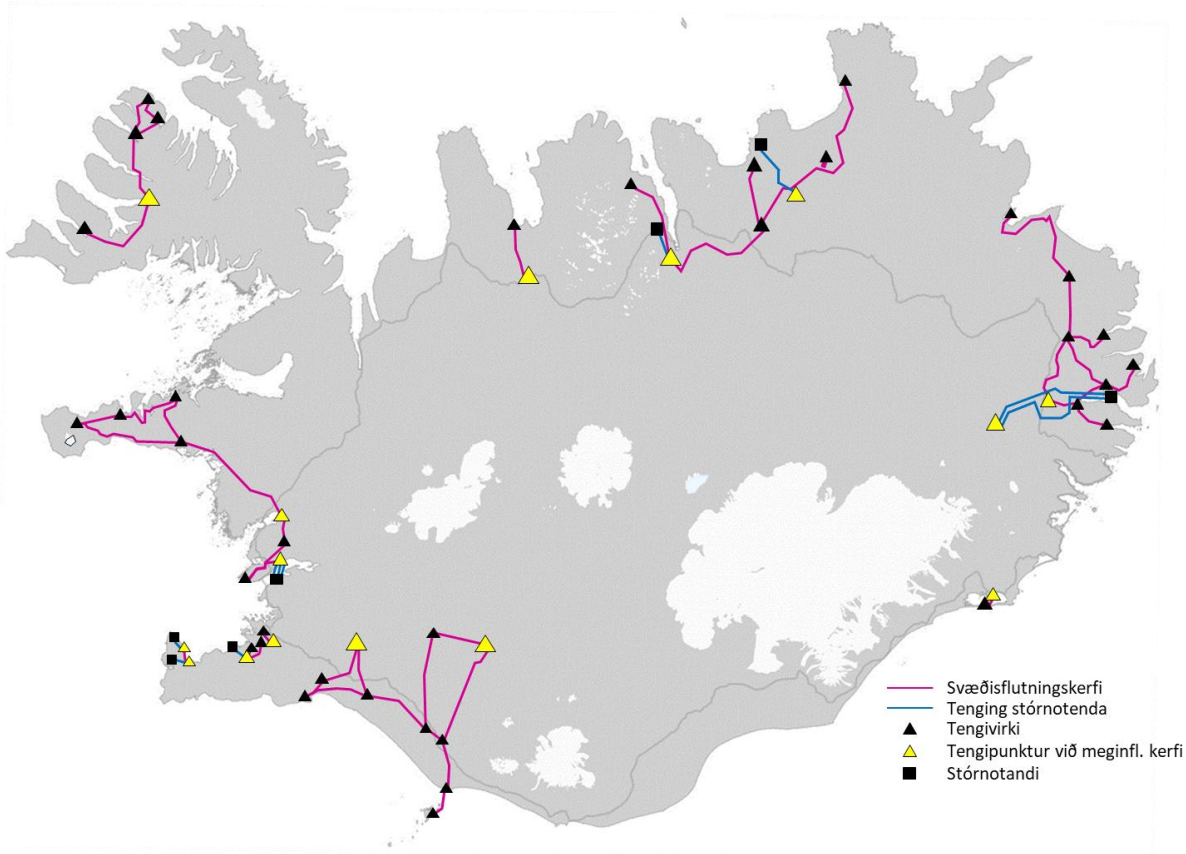 Svæðisflutningskerfi
Tenging stórnotenda
Tengivirki
Tengipunktur við meginfl. kerfi
Stórnotandi